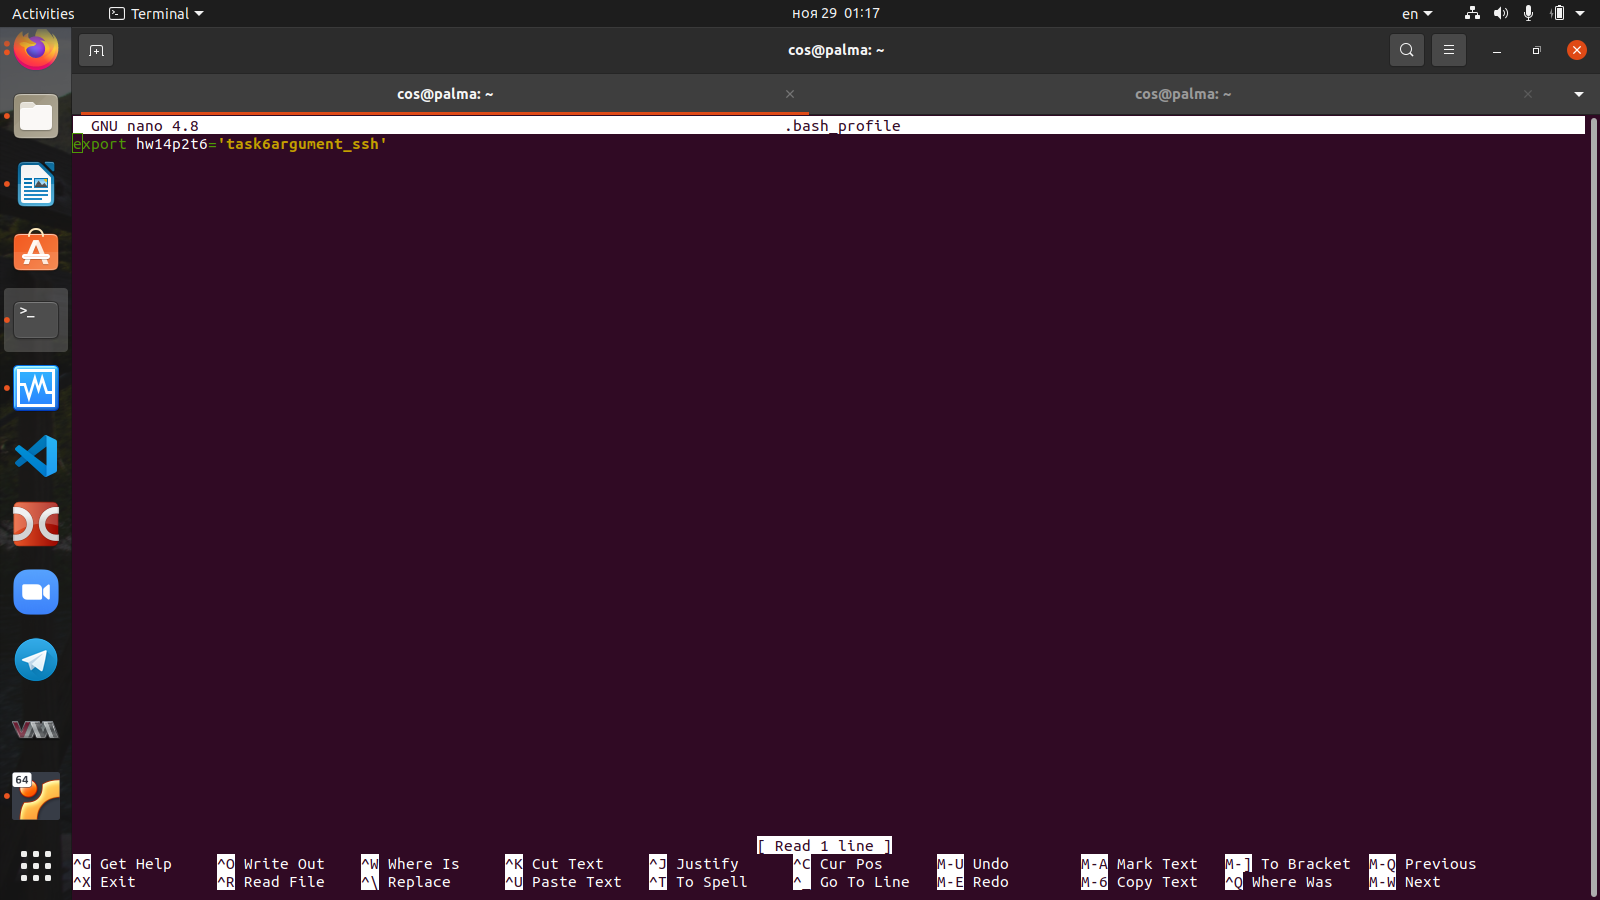 Activities
Terminal
ноя 29 01:17
en
cos@palma: ~
cos@palma: ~
cos@palma: ~
GNU nano 4.8
.bash_profile
export hw14p2t6='task6argument_ssh'
[ Read 1 line ]
^G Get Help ^O Write Out ^W Where Is ^K Cut Text ^J Justify ^C Cur Pos M-U Undo M-A Mark Text M-] To Bracket M-Q Previous
^X Exit ^R Read File ^\ Replace ^U Paste Text ^T To Spell ^_ Go To Line M-E Redo M-6 Copy Text ^Q Where Was M-W Next
>_
64